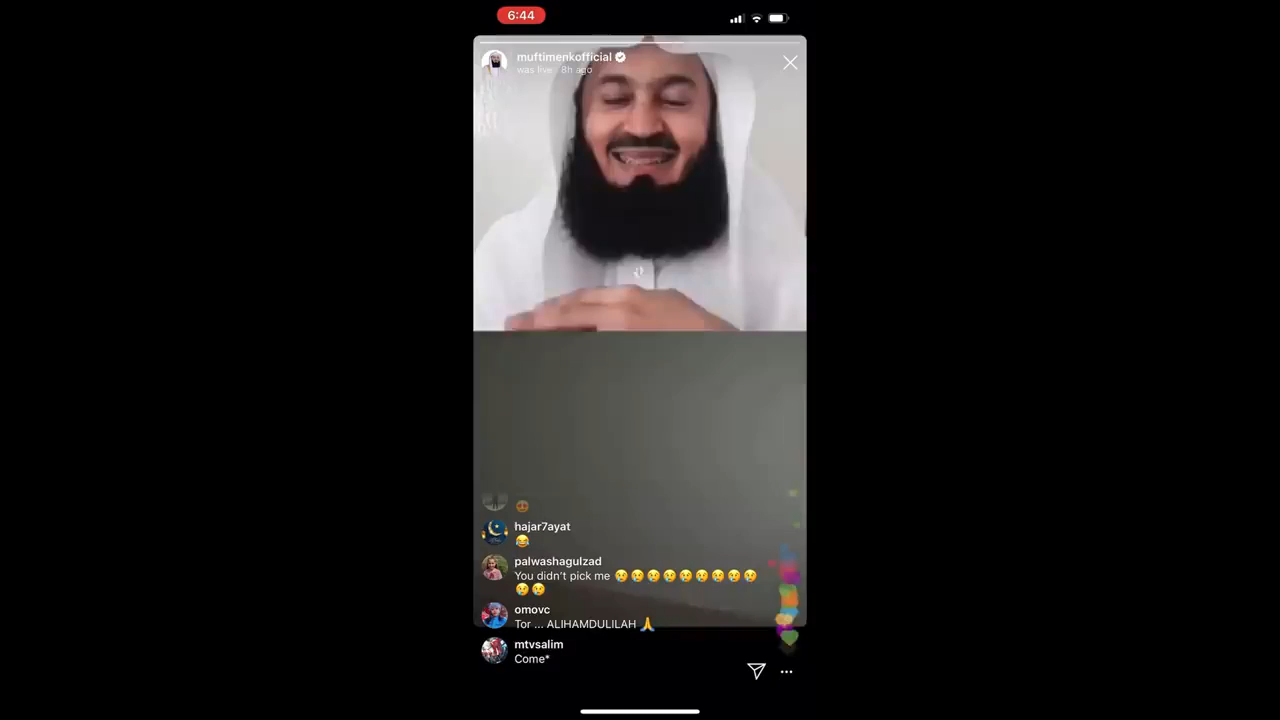 6:44
muftimenkofficial
was live · 8h ago
😍
hajar7ayat
😂
palwashagulzad
You didn't pick me 😢😢😢😢😢😢😢😢😢
😢😢
omovc
Tor ... ALIHAMDULILAH 🙏
mtvsalim
Come*